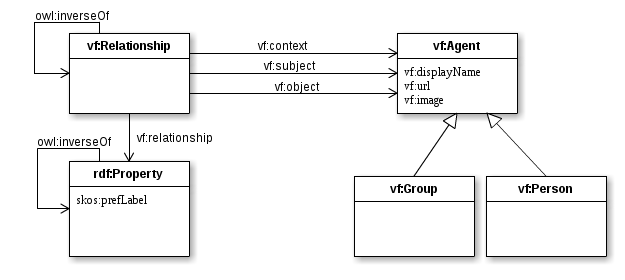 owl:inverseOf
vf:Relationship
vf:context
vf:subject
vf:object
vf:Agent
vf:displayName
vf:url
vf:image
vf:relationship
owl:inverseOf
rdf:Property
skos:prefLabel
vf:Group
vf:Person